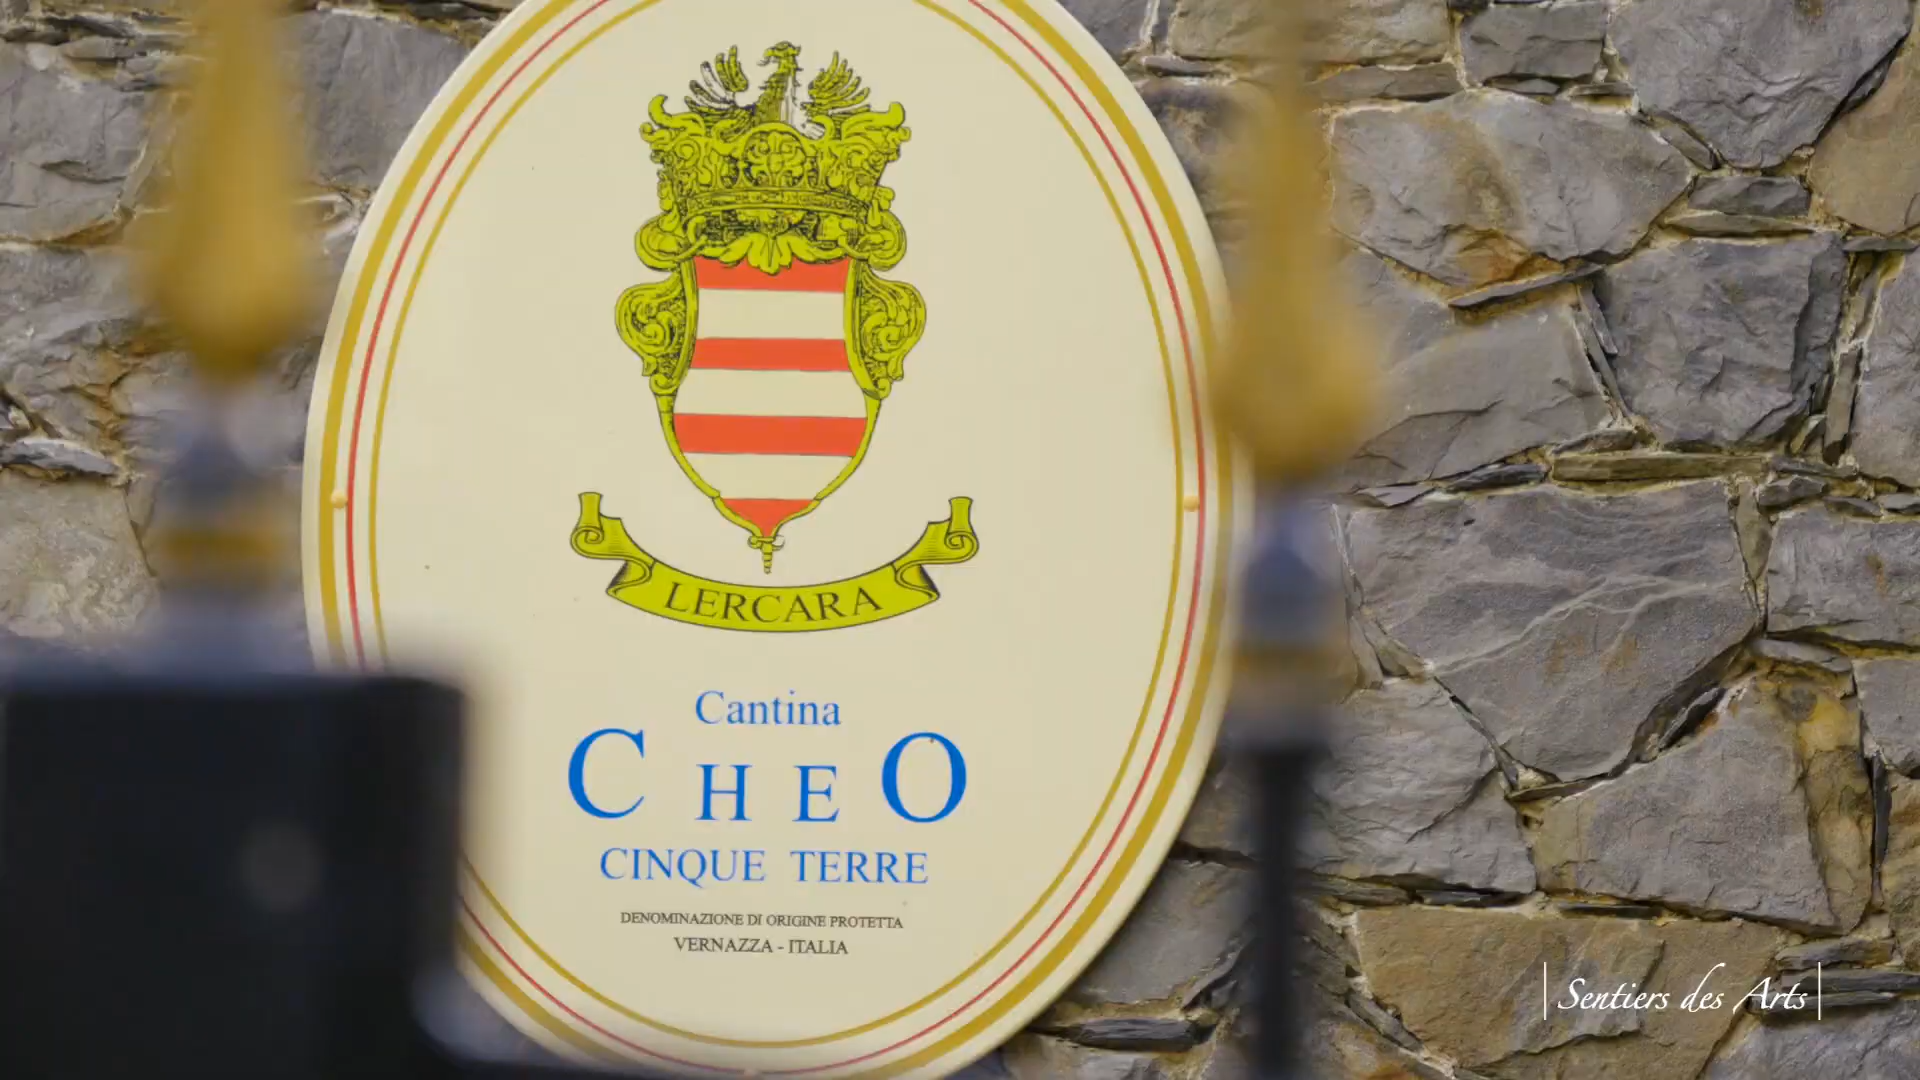 LERCARA
Cantina
CHEO
CINQUE TERRE
DENOMINAZIONE DI ORIGINE PROTETTA
VERNAZZA - ITALIA
Sentiers des Arts